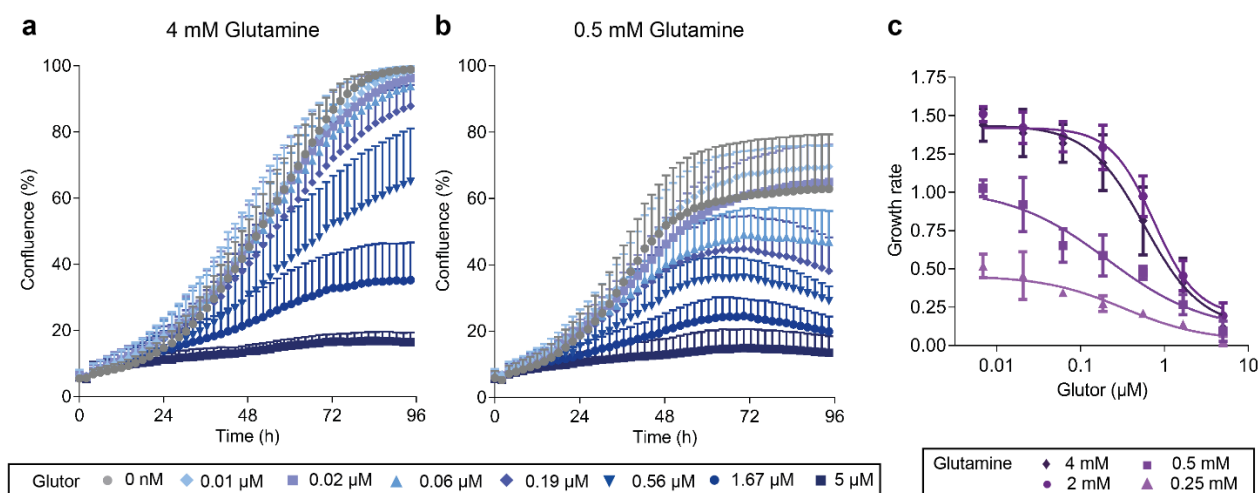 a
4 mM Glutamine
Confluence (%)
100
80
60
40
20
0
0 24 48 72 96
Time (h)
b
0.5 mM Glutamine
Confluence (%)
100
80
60
40
20
0
0 24 48 72 96
Time (h)
Glutor 0 nM 0.01 µM 0.02 µM 0.06 µM 0.19 µM 0.56 µM 1.67 µM 5 µM
c
Growth rate
1.75
1.50
1.25
1.00
0.75
0.50
0.25
0.00
0.01 0.1 1 10
Glutor (µM)
Glutamine 4 mM 0.5 mM
2 mM 0.25 mM